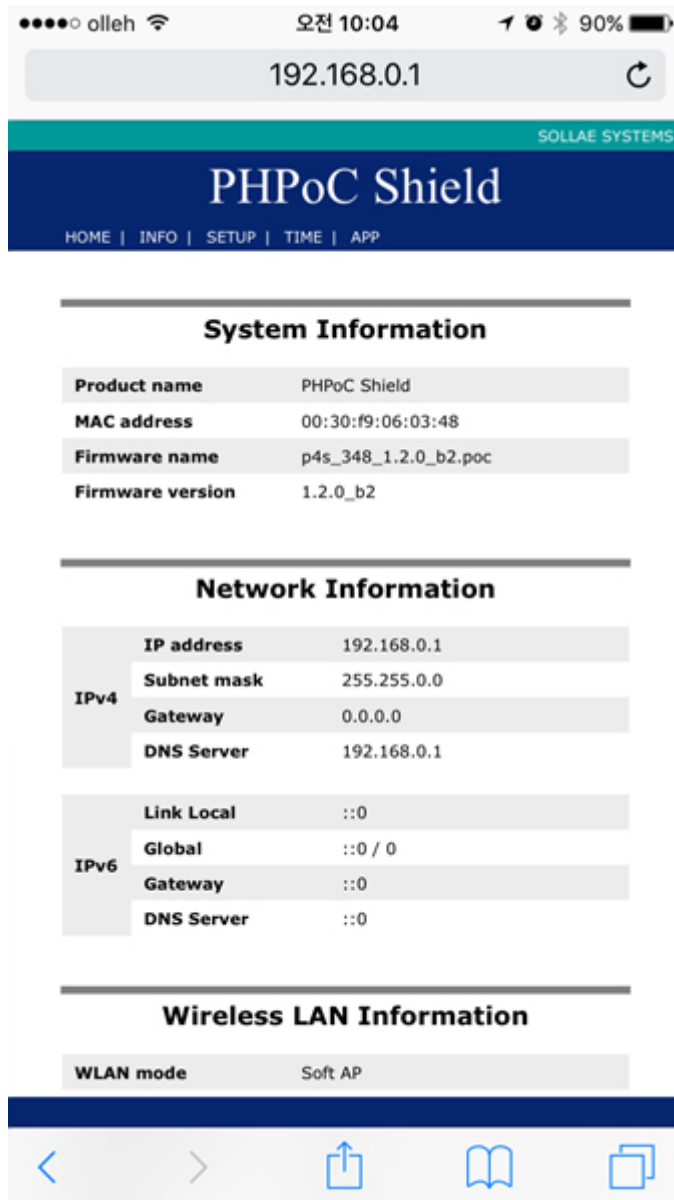 olleh 오전 10:04 90%
192.168.0.1
SOLLAE SYSTEMS
PHPoC Shield
HOME | INFO | SETUP | TIME | APP
System Information
Product name PHPoC Shield
MAC address 00:30:f9:06:03:48
Firmware name p4s_348_1.2.0_b2.poc
Firmware version 1.2.0_b2
Network Information
IPv4
IP address 192.168.0.1
Subnet mask 255.255.0.0
Gateway 0.0.0.0
DNS Server 192.168.0.1
IPv6
Link Local ::0
Global ::0 / 0
Gateway ::0
DNS Server ::0
Wireless LAN Information
WLAN mode Soft AP